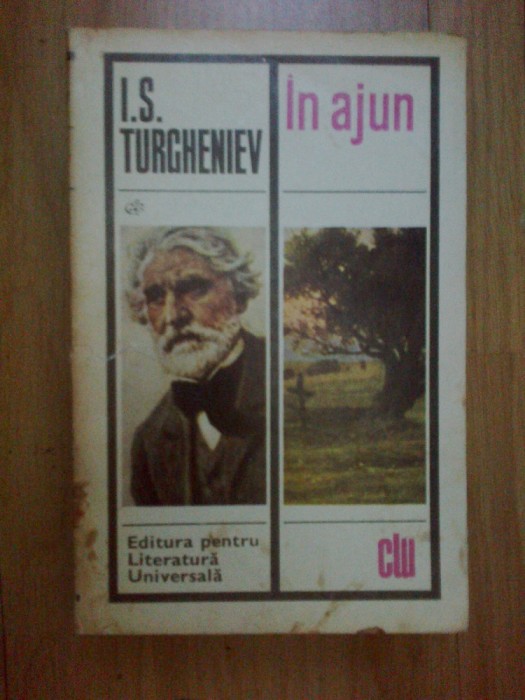 I.S.
TURGHENIEV
În ajun
Editura pentru
Literatură
Universală
clu